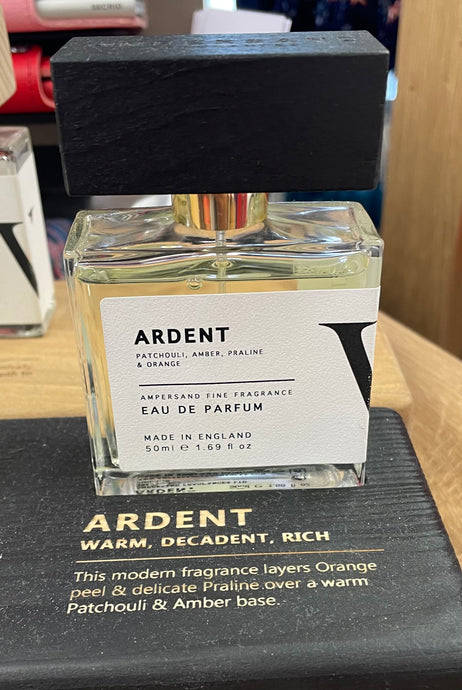 SECRID
ARDENT
PATCHOULI, AMBER, PRALINE
& ORANGE
AMPERSAND FINE FRAGRANCE
EAU DE PARFUM
MADE IN ENGLAND
50ml ℮ 1.69 fl oz
ARDENT
WARM, DECADENT, RICH
This modern fragrance layers Orange
peel & delicate Praline over a warm
Patchouli & Amber base.